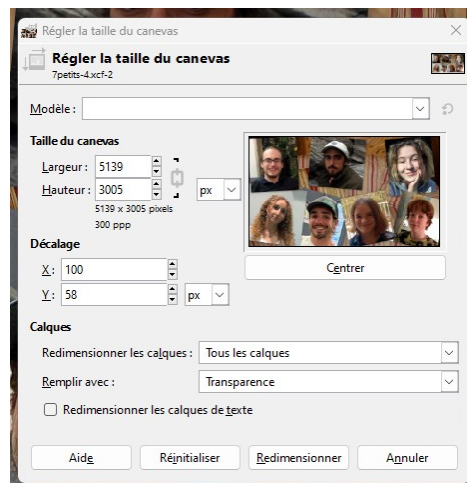 Régler la taille du canevas
Régler la taille du canevas
7petits-4.xcf-2
Modèle :
Taille du canevas
Largeur : 5139
Hauteur : 3005 px
5139 x 3005 pixels
300 ppp
Décalage
X : 100
Y : 58 px
Centrer
Calques
Redimensionner les calques : Tous les calques
Remplir avec : Transparence
Redimensionner les calques de texte
Aide Réinitialiser Redimensionner Annuler